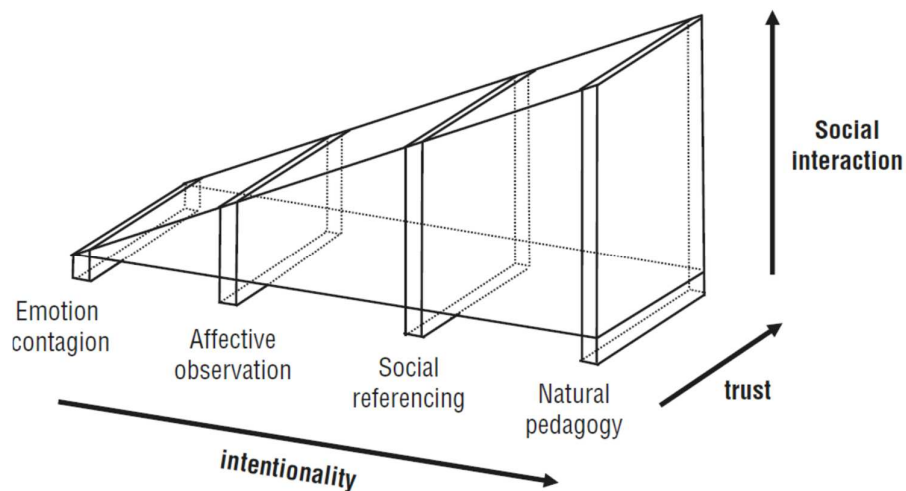 Social
interaction
Emotion
contagion
Affective
observation
Social
referencing
Natural
pedagogy
trust
intentionality